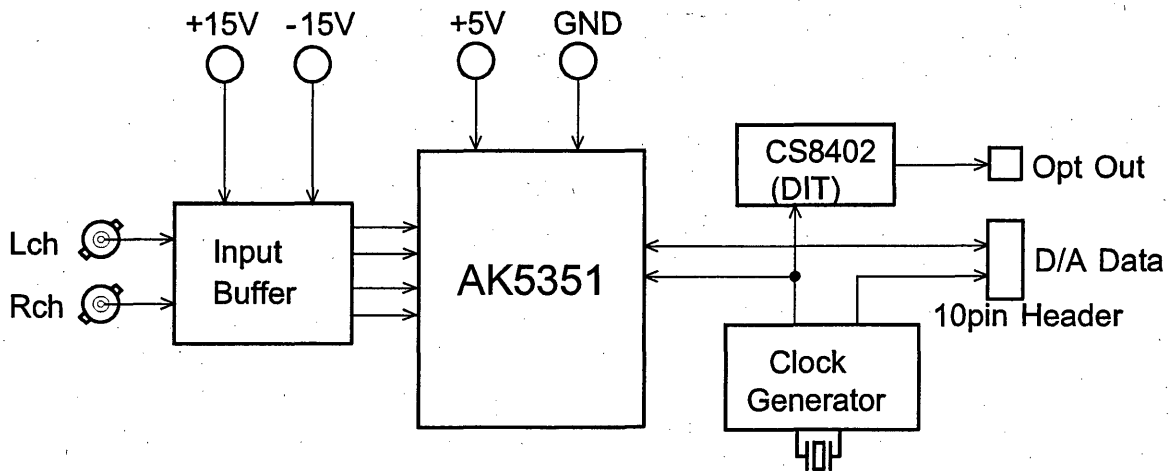 +15V -15V +5V GND
CS8402
(DIT)
Opt Out
Lch
Input
Buffer
AK5351
D/A Data
Rch
10pin Header
Clock
Generator